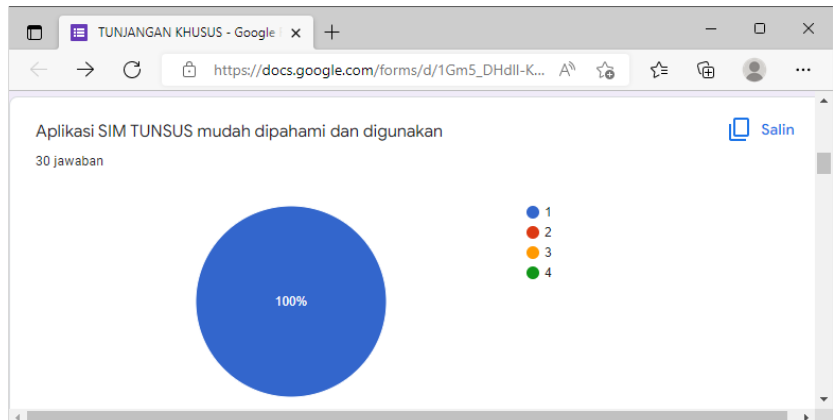 TUNJANGAN KHUSUS - Google
https://docs.google.com/forms/d/1Gm5_DHdII-K...
Aplikasi SIM TUNSUS mudah dipahami dan digunakan
Salin
30 jawaban
1
2
3
4
100%